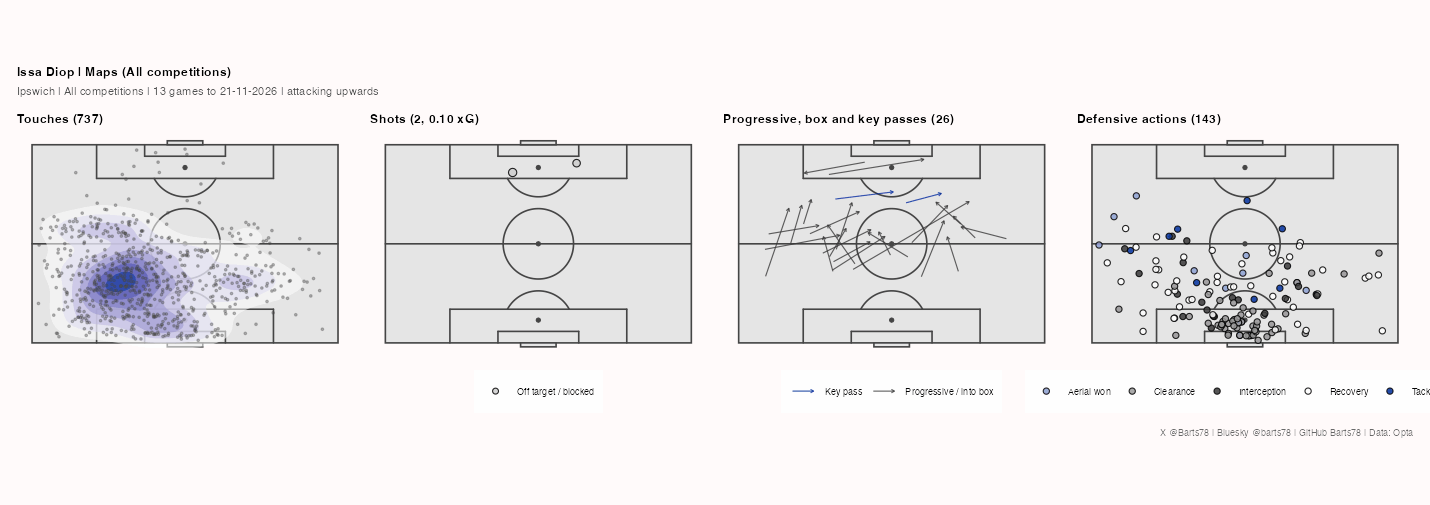 Issa Diop | Maps (All competitions)
Ipswich | All competitions | 13 games to 21-11-2026 | attacking upwards
Touches (737)
Shots (2, 0.10 xG)
Progressive, box and key passes (26)
Defensive actions (143)
Off target / blocked
Key pass
Progressive / into box
Aerial won
Clearance
Interception
Recovery
Tack
X @Barts78 | Bluesky @barts78 | GitHub Barts78 | Data: Opta